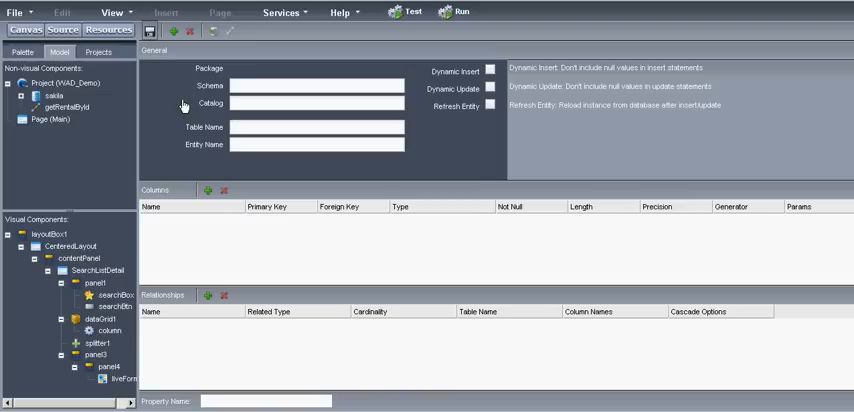 File Edit View Insert Page Services Help Test Run
Canvas Source Resources
Palette Model Projects
General
Non-visual Components:
Project (WAD_Demo)
sakila
getRentalById
Page (Main)
Package
Schema
Catalog
Table Name
Entity Name
Dynamic Insert
Dynamic Update
Refresh Entity
Dynamic Insert: Don't include null values in insert statements
Dynamic Update: Don't include null values in update statements
Refresh Entity: Reload instance from database after insert/update
Columns
Name Primary Key Foreign Key Type Not Null Length Precision Generator Params
Visual Components:
layoutBox1
CenteredLayout
contentPanel
SearchListDetail
panel1
searchBox
searchBtn
dataGrid1
column
splitter1
panel3
panel4
liveForm
Relationships
Name Related Type Cardinality Table Name Column Names Cascade Options
Property Name: